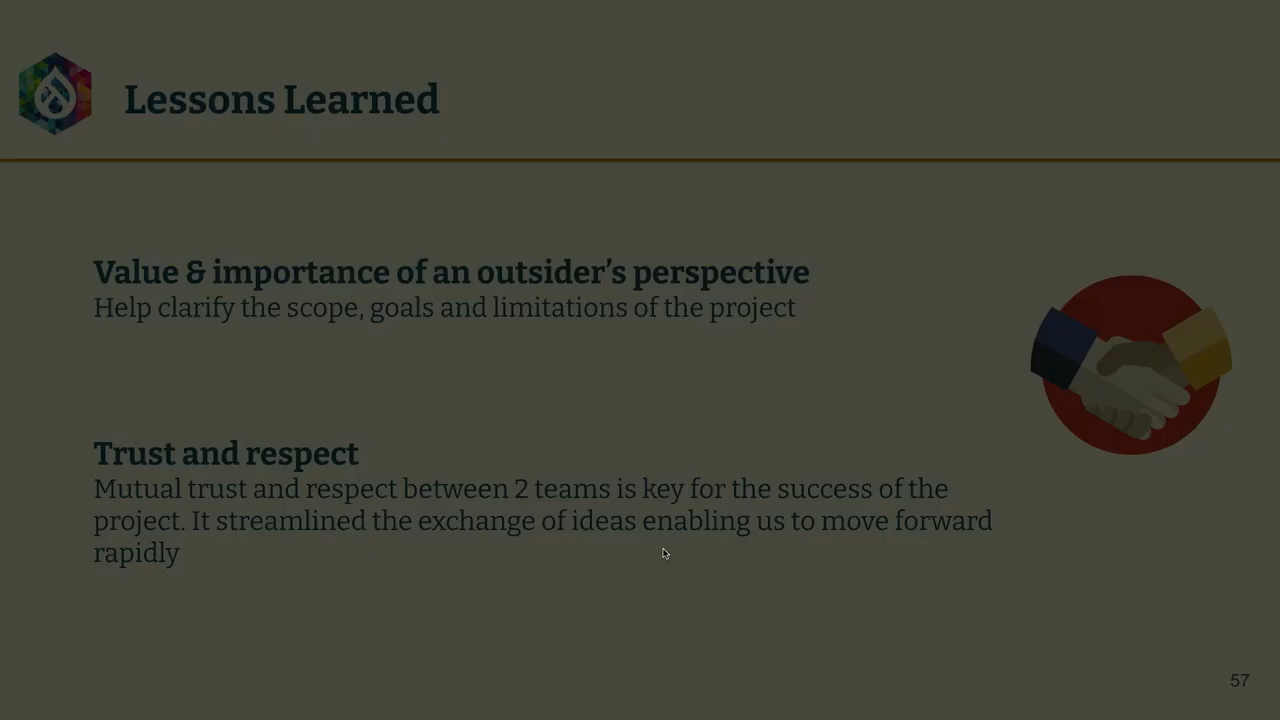 Lessons Learned
Value & importance of an outsider’s perspective
Help clarify the scope, goals and limitations of the project
Trust and respect
Mutual trust and respect between 2 teams is key for the success of the
project. It streamlined the exchange of ideas enabling us to move forward
rapidly
57